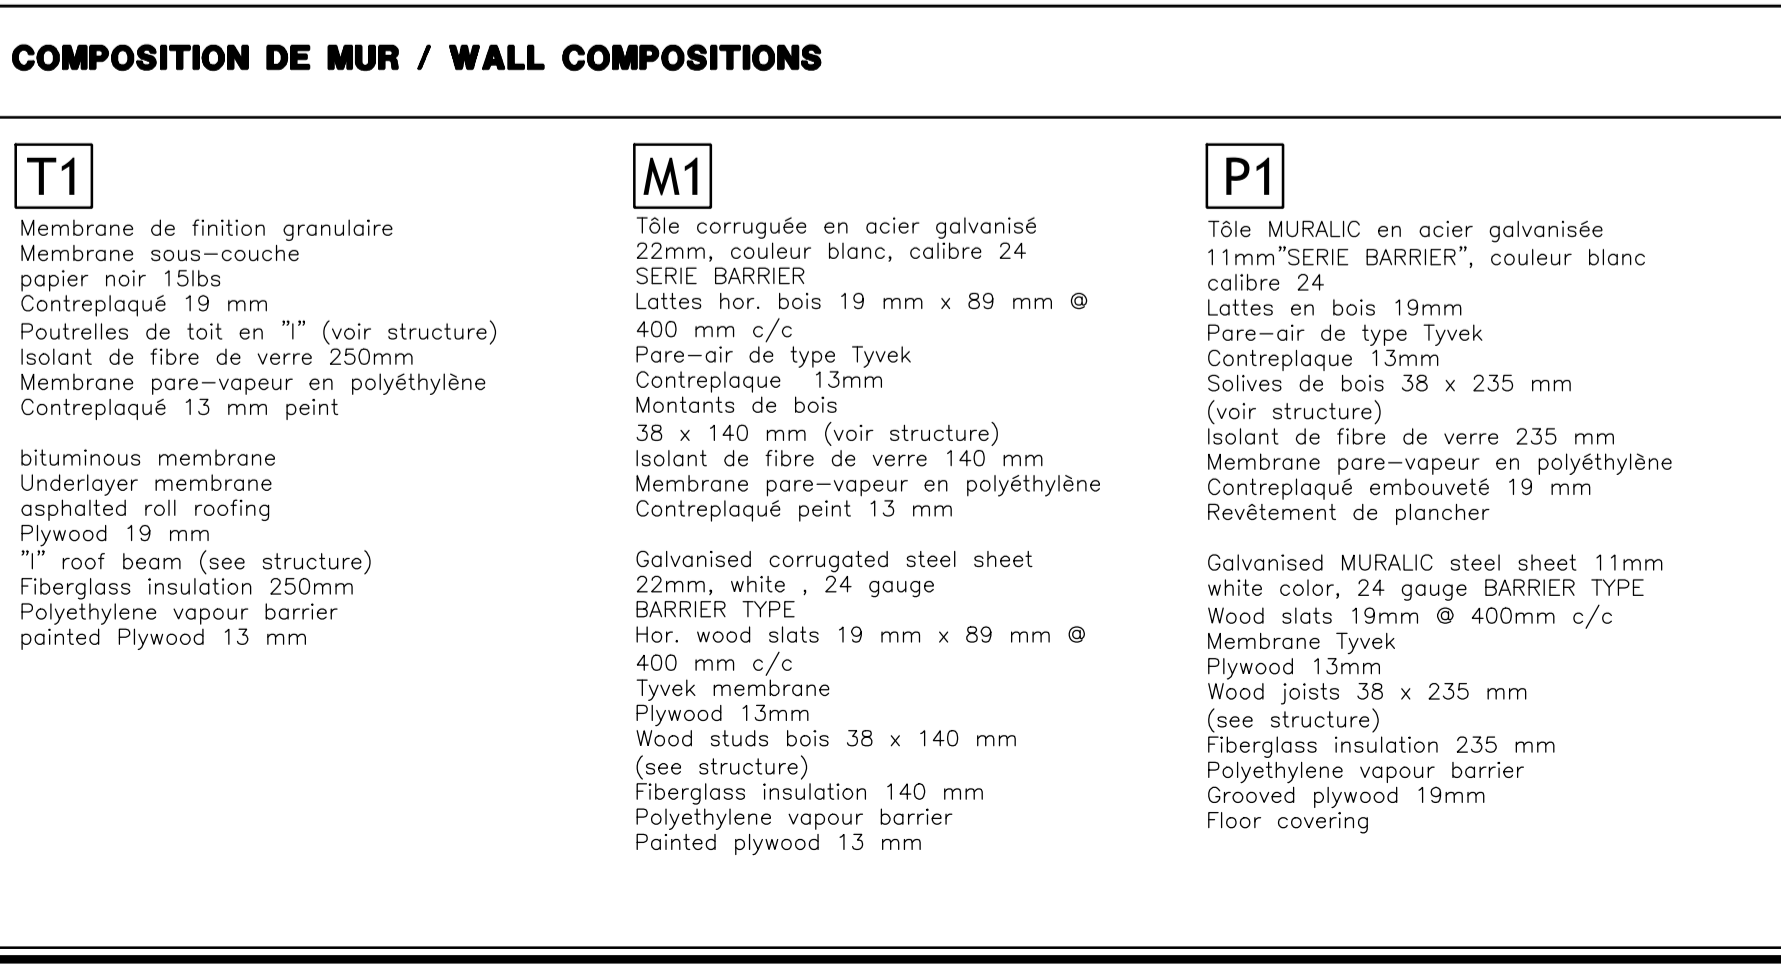 COMPOSITION DE MUR / WALL COMPOSITIONS
T1
Membrane de finition granulaire
Membrane sous-couche
papier noir 15lbs
Contreplaqué 19 mm
Poutrelles de toit en "I" (voir structure)
Isolant de fibre de verre 250mm
Membrane pare-vapeur en polyéthylène
Contreplaqué 13 mm peint
bituminous membrane
Underlayer membrane
asphalted roll roofing
Plywood 19 mm
"I" roof beam (see structure)
Fiberglass insulation 250mm
Polyethylene vapour barrier
painted Plywood 13 mm
M1
Tôle corruguée en acier galvanisé
22mm, couleur blanc, calibre 24
SERIE BARRIER
Lattes hor. bois 19 mm x 89 mm @
400 mm c/c
Pare-air de type Tyvek
Contreplaque 13mm
Montants de bois
38 x 140 mm (voir structure)
Isolant de fibre de verre 140 mm
Membrane pare-vapeur en polyéthylène
Contreplaqué peint 13 mm
Galvanised corrugated steel sheet
22mm, white , 24 gauge
BARRIER TYPE
Hor. wood slats 19 mm x 89 mm @
400 mm c/c
Tyvek membrane
Plywood 13mm
Wood studs bois 38 x 140 mm
(see structure)
Fiberglass insulation 140 mm
Polyethylene vapour barrier
Painted plywood 13 mm
P1
Tôle MURALIC en acier galvanisée
11mm"SERIE BARRIER", couleur blanc
calibre 24
Lattes en bois 19mm
Pare-air de type Tyvek
Contreplaque 13mm
Solives de bois 38 x 235 mm
(voir structure)
Isolant de fibre de verre 235 mm
Membrane pare-vapeur en polyéthylène
Contreplaqué embouveté 19 mm
Revêtement de plancher
Galvanised MURALIC steel sheet 11mm
white color, 24 gauge BARRIER TYPE
Wood slats 19mm @ 400mm c/c
Membrane Tyvek
Plywood 13mm
Wood joists 38 x 235 mm
(see structure)
Fiberglass insulation 235 mm
Polyethylene vapour barrier
Grooved plywood 19mm
Floor covering